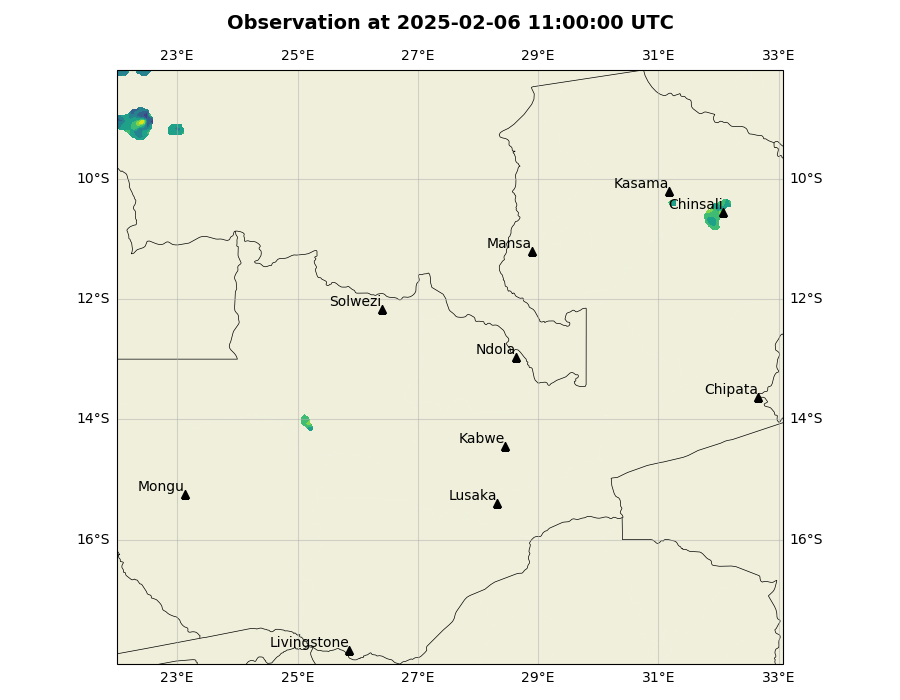 Observation at 2025-02-06 11:00:00 UTC
23°E 25°E 27°E 29°E 31°E 33°E
10°S 10°S
Kasama
Chinsali
Mansa
12°S 12°S
Solwezi
Ndola
Chipata
14°S 14°S
Kabwe
Mongu
Lusaka
16°S 16°S
Livingstone
23°E 25°E 27°E 29°E 31°E 33°E